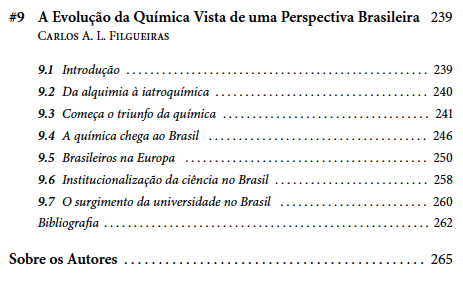 #9 A Evolução da Química Vista de uma Perspectiva Brasileira 239
Carlos A. L. Filgueiras
9.1 Introdução . . . . . . . . . . . . . . . . . . . . . . . . . . . . . . . . . . . . . . . . . . 239
9.2 Da alquimia à iatroquímica . . . . . . . . . . . . . . . . . . . . . . . . . . . . . 240
9.3 Começa o triunfo da química . . . . . . . . . . . . . . . . . . . . . . . . . . . . 241
9.4 A química chega ao Brasil . . . . . . . . . . . . . . . . . . . . . . . . . . . . . . 246
9.5 Brasileiros na Europa . . . . . . . . . . . . . . . . . . . . . . . . . . . . . . . . . 250
9.6 Institucionalização da ciência no Brasil . . . . . . . . . . . . . . . . . . . . . 258
9.7 O surgimento da universidade no Brasil . . . . . . . . . . . . . . . . . . . . 260
Bibliografia . . . . . . . . . . . . . . . . . . . . . . . . . . . . . . . . . . . . . . . . . . . . . 262
Sobre os Autores . . . . . . . . . . . . . . . . . . . . . . . . . . . . . . . . . . . . 265